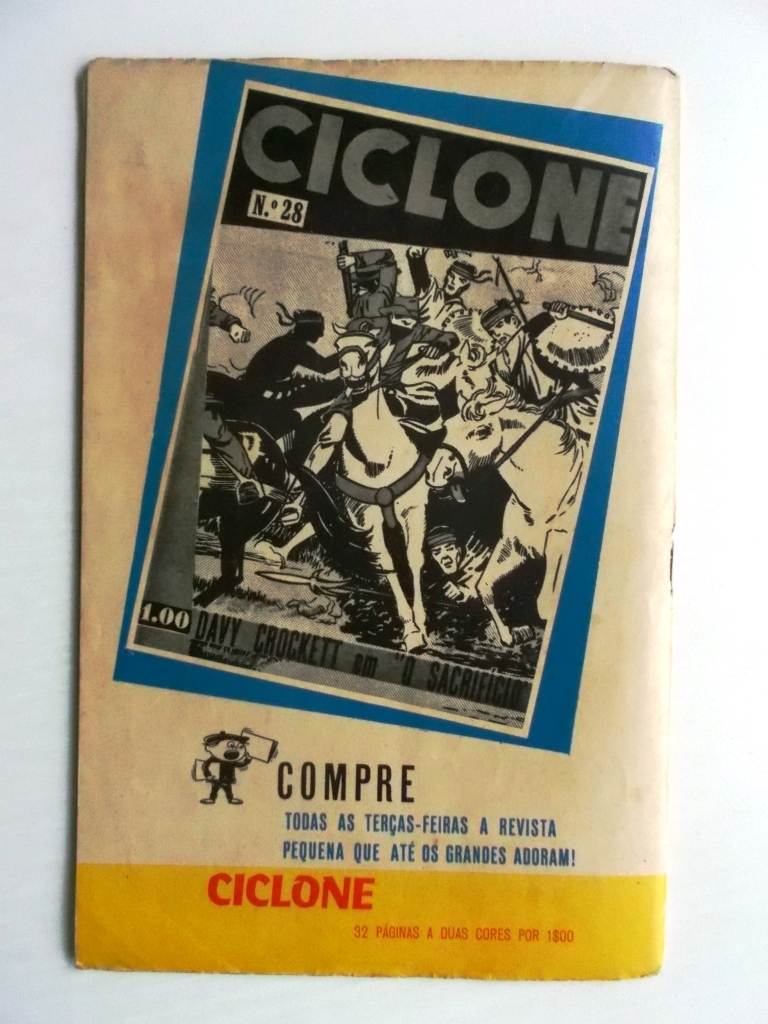 CICLONE
N.º 28
1.00
DAVY CROCKETT em "O SACRIFÍCIO
COMPRE
TODAS AS TERÇAS-FEIRAS A REVISTA
PEQUENA QUE ATÉ OS GRANDES ADORAM!
CICLONE
32 PÁGINAS A DUAS CORES POR 1$00